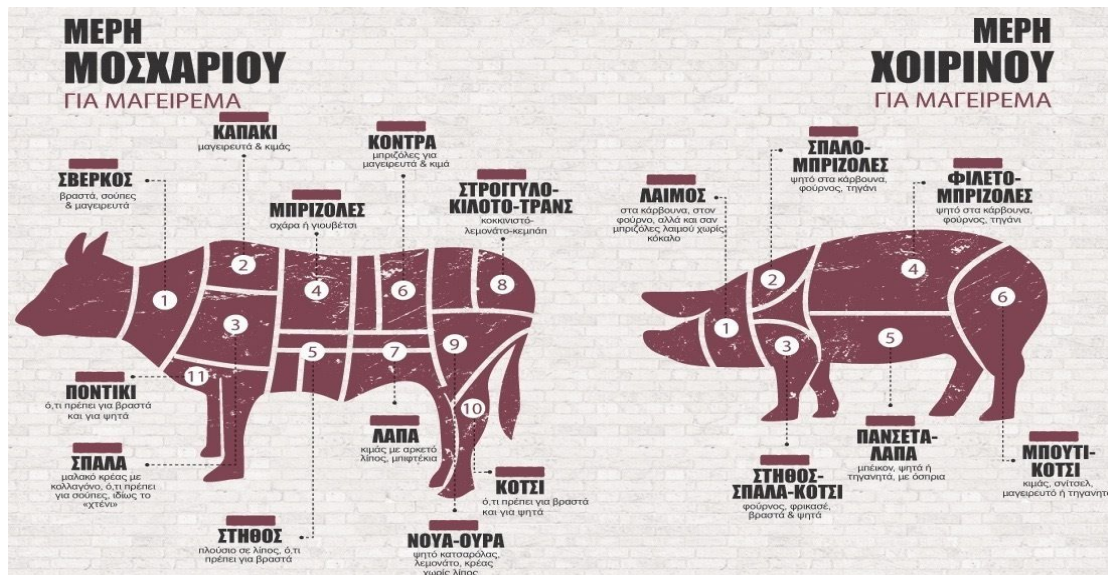 ΜΕΡΗ
ΜΟΣΧΑΡΙΟΥ
ΓΙΑ ΜΑΓΕΙΡΕΜΑ
ΚΑΠΑΚΙ
μαγειρευτά & κιμάς
ΚΟΝΤΡΑ
μπριζόλες για
μαγειρευτά & κιμά
ΣΒΕΡΚΟΣ
βραστά, σούπες
& μαγειρευτά
ΜΠΡΙΖΟΛΕΣ
σχάρα ή γιουβέτσι
ΣΤΡΟΓΓΥΛΟ-
ΚΙΛΟΤΟ-ΤΡΑΝΣ
κοκκινιστό-
λεμονάτο-κεμπάπ
1
2
3
4
5
6
7
8
9
10
11
ΠΟΝΤΙΚΙ
ό,τι πρέπει για βραστά
και για ψητά
ΣΠΑΛΑ
μαλακό κρέας με
κολλαγόνο, ό,τι πρέπει
για σούπες, ιδίως το
«χτένι»
ΣΤΗΘΟΣ
πλούσιο σε λίπος, ό,τι
πρέπει για βραστά
ΛΑΠΑ
κιμάς με αρκετό
λίπος, μπιφτέκια
ΚΟΤΣΙ
ό,τι πρέπει για βραστά
και για ψητά
ΝΟΥΑ-ΟΥΡΑ
ψητό κατσαρόλας,
λεμονάτο, κρέας
χωρίς λίπος
ΜΕΡΗ
ΧΟΙΡΙΝΟΥ
ΓΙΑ ΜΑΓΕΙΡΕΜΑ
ΣΠΑΛΟ-
ΜΠΡΙΖΟΛΕΣ
ψητό στα κάρβουνα,
φούρνος, τηγάνι
ΛΑΙΜΟΣ
στα κάρβουνα, στον
φούρνο, αλλά και σαν
μπριζόλες λαιμού χωρίς
κόκαλο
ΦΙΛΕΤΟ-
ΜΠΡΙΖΟΛΕΣ
ψητό στα κάρβουνα,
φούρνος, τηγάνι
1
2
3
4
5
6
ΣΤΗΘΟΣ-
ΣΠΑΛΑ-ΚΟΤΣΙ
φούρνος, φρικασέ,
βραστά & ψητά
ΠΑΝΣΕΤΑ-
ΛΑΠΑ
μπέικον, ψητά ή
τηγανητά, με όσπρια
ΜΠΟΥΤΙ-
ΚΟΤΣΙ
κιμάς, σνίτσελ,
μαγειρευτό ή τηγανητ